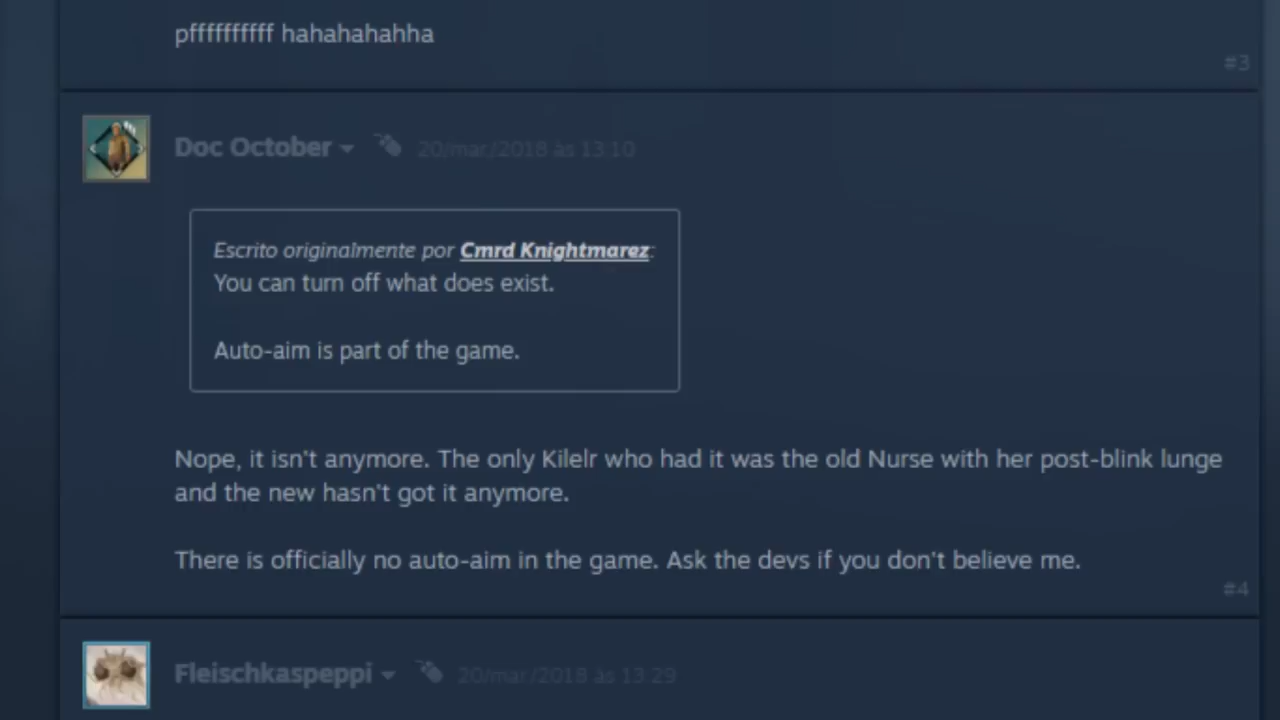 pffffffffff hahahahahha
#3
Doc October
20/mar./2018 às 13:10
Escrito originalmente por Cmrd Knightmarez:
You can turn off what does exist.
Auto-aim is part of the game.
Nope, it isn't anymore. The only Kilelr who had it was the old Nurse with her post-blink lunge
and the new hasn't got it anymore.
There is officially no auto-aim in the game. Ask the devs if you don't believe me.
#4
Fleischkaspeppi
20/mar./2018 às 13:29